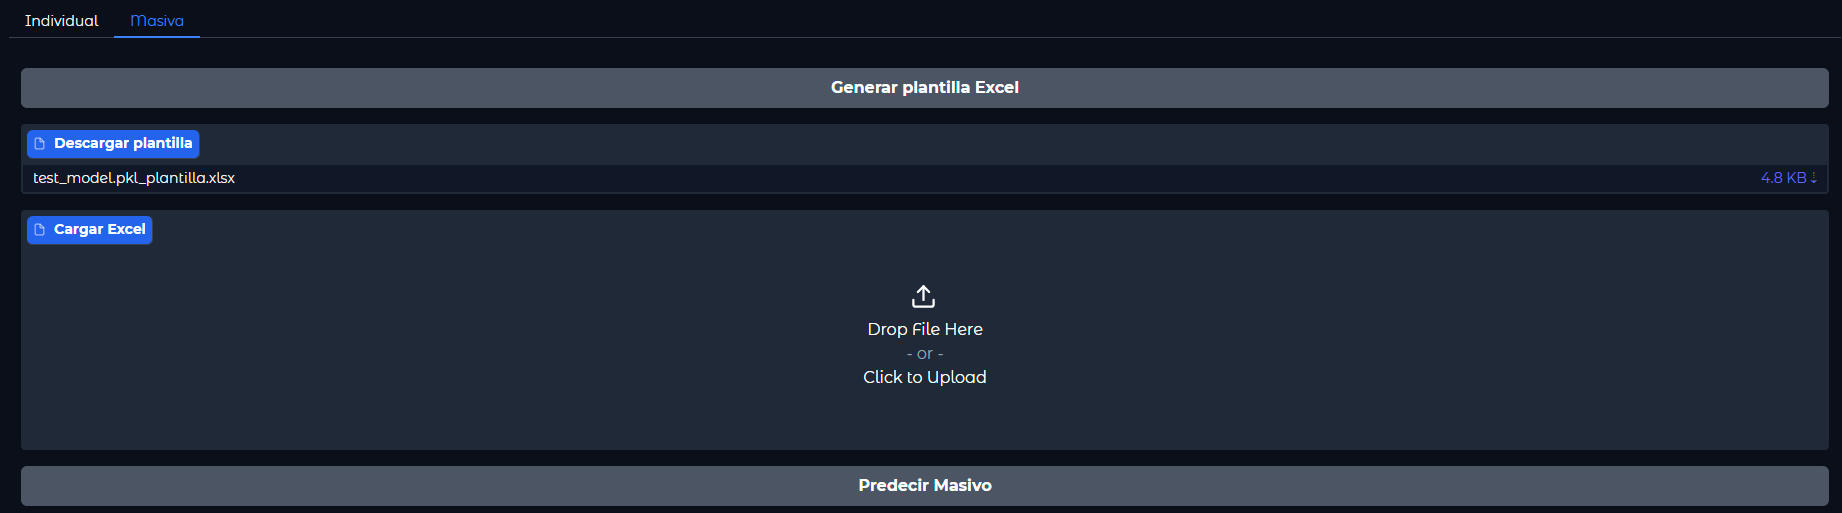 Individual Masiva
Generar plantilla Excel
Descargar plantilla
test_model.pkl_plantilla.xlsx 4.8 KB ⇣
Cargar Excel
Drop File Here
- or -
Click to Upload
Predecir Masivo